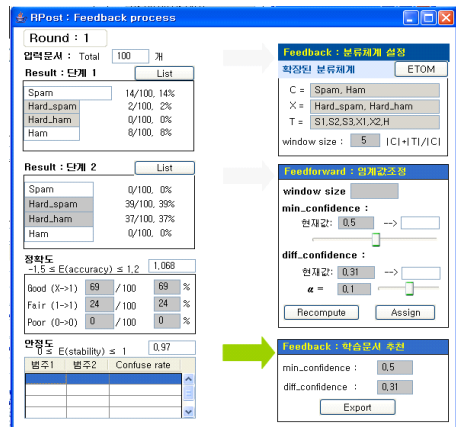 RPost : Feedback process
Round : 1
입력문서 : Total 100 개
Result : 단계 1 List
Spam 14/100, 14%
Hard_spam 2/100, 2%
Hard_ham 0/100, 0%
Ham 8/100, 8%
Result : 단계 2 List
Spam 0/100, 0%
Hard_spam 39/100, 39%
Hard_ham 37/100, 37%
Ham 0/100, 0%
정확도
-1,5 ≤ E(accuracy) ≤ 1,2 1,068
Good (X->1) 69 /100 69 %
Fair (1->1) 24 /100 24 %
Poor (0->0) 0 /100 0 %
안정도
0 ≤ E(stability) ≤ 1 0,97
범주1 범주2 Confuse rate
Feedback : 분류체계 설정
확장된 분류체계 ETOM
C = Spam, Ham
X = Hard_spam, Hard_ham
T = S1,S2,S3,X1,X2,H
window size : 5 |C|+|T|/|C|
Feedforward : 임계값조정
window size
min_confidence :
현재값: 0,5 -->
diff_confidence :
현재값: 0,31 -->
α = 0,1
Recompute Assign
Feedback : 학습문서 추천
min_confidence : 0,5
diff_confidence : 0,31
Export